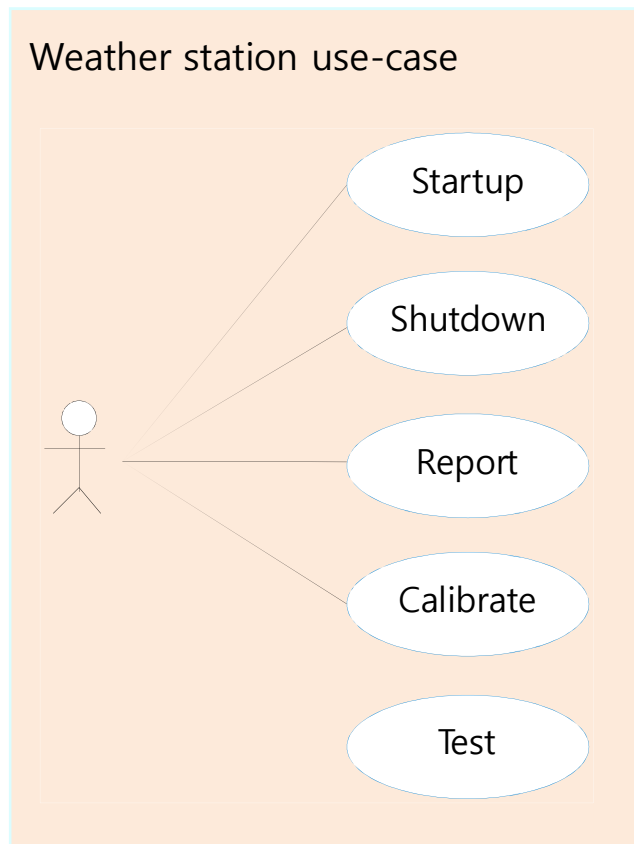 Weather station use-case
Startup
Shutdown
Report
Calibrate
Test